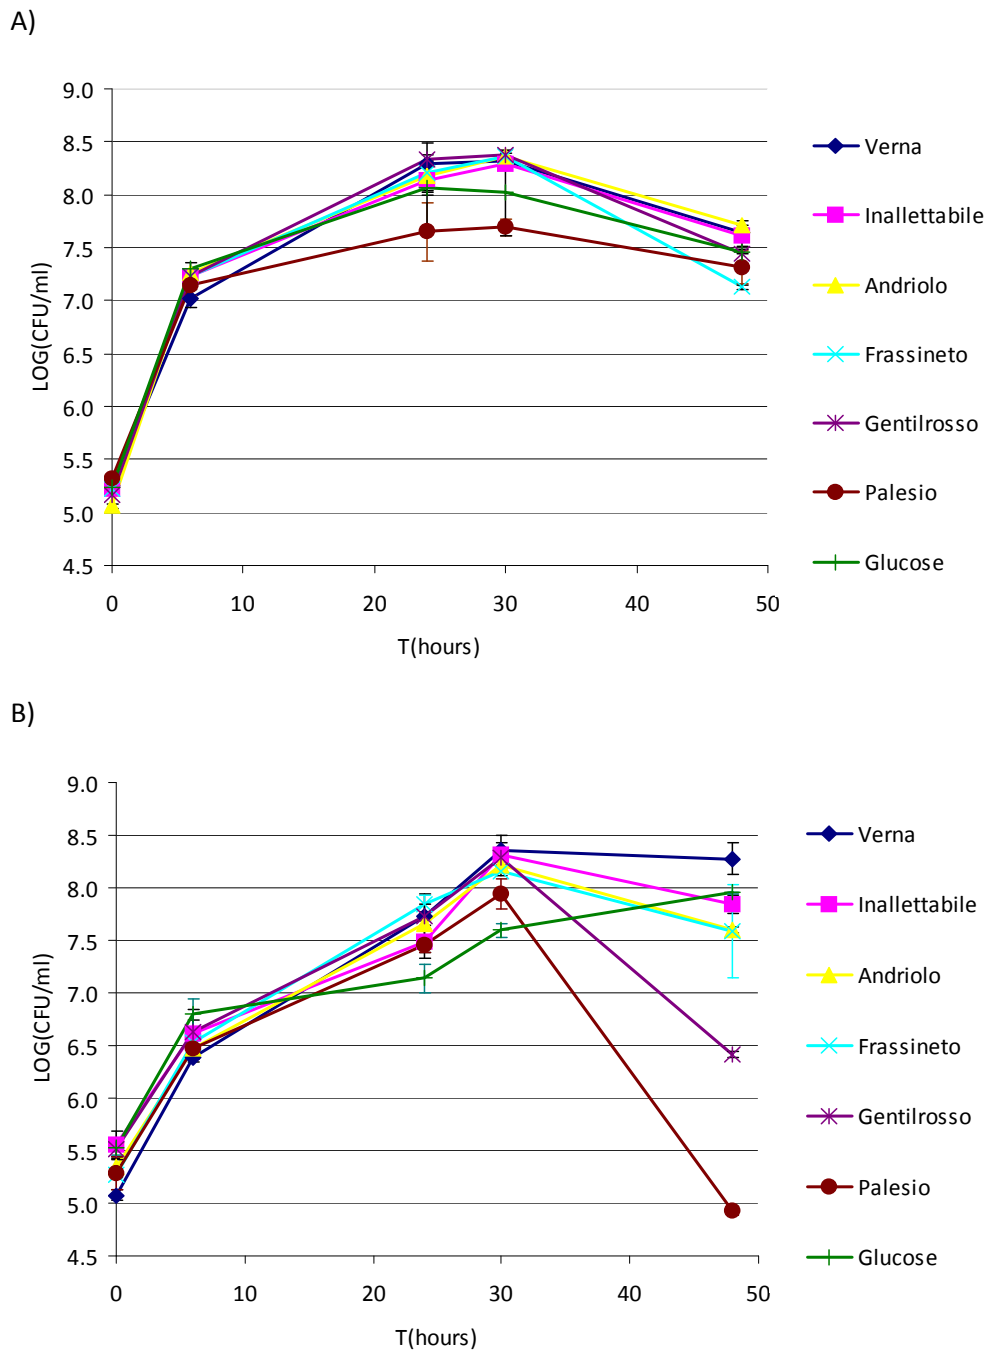 A)
9.0
8.5
8.0
7.5
7.0
6.5
6.0
5.5
5.0
4.5
LOG(CFU/ml)
0 10 20 30 40 50
T(hours)
Verna
Inallettabile
Andriolo
Frassineto
Gentilrosso
Palesio
Glucose
B)
9.0
8.5
8.0
7.5
7.0
6.5
6.0
5.5
5.0
4.5
LOG(CFU/ml)
0 10 20 30 40 50
T(hours)
Verna
Inallettabile
Andriolo
Frassineto
Gentilrosso
Palesio
Glucose